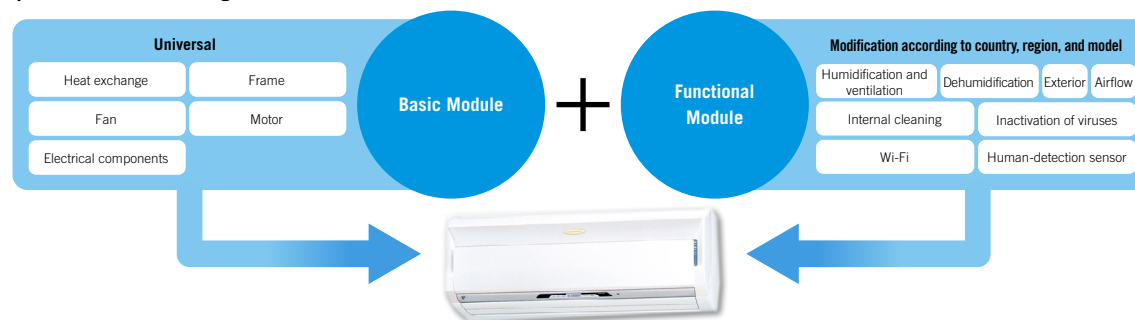 Universal
Heat exchange
Frame
Fan
Motor
Electrical components
Basic Module
Functional
Module
Modification according to country, region, and model
Humidification and
ventilation
Dehumidification
Exterior
Airflow
Internal cleaning
Inactivation of viruses
Wi-Fi
Human-detection sensor